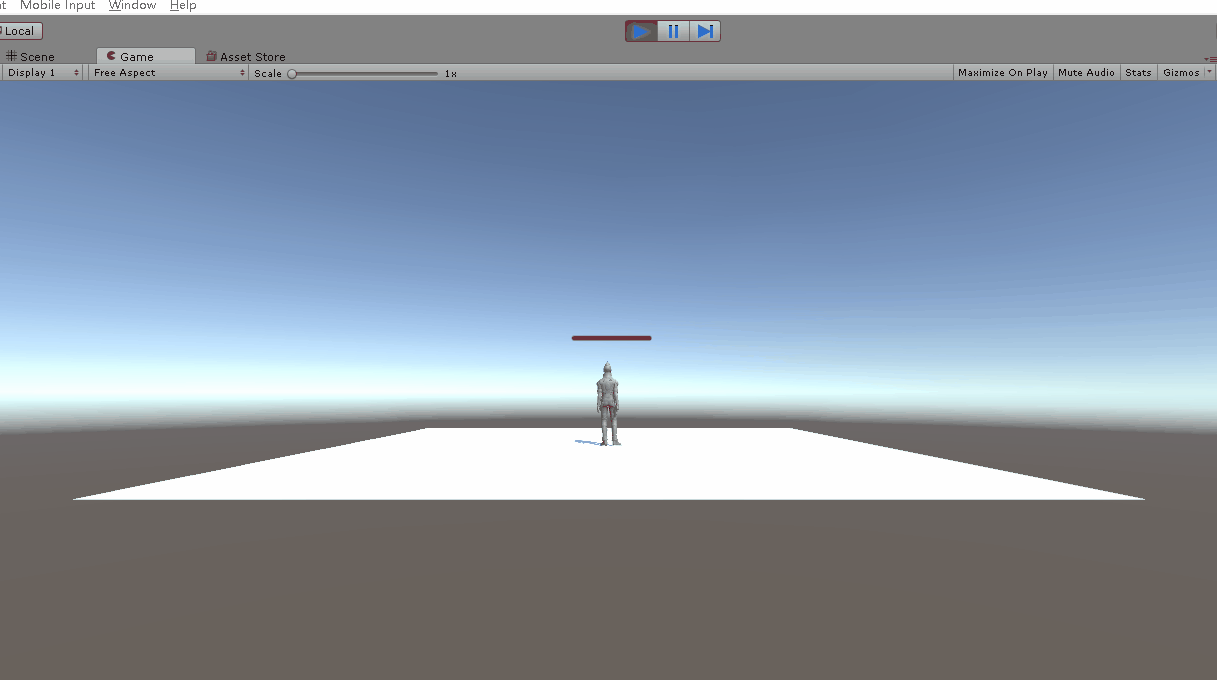 Mobile Input Window Help
Local
Scene Game Asset Store
Display 1 Free Aspect Scale 1x Maximize On Play Mute Audio Stats Gizmos